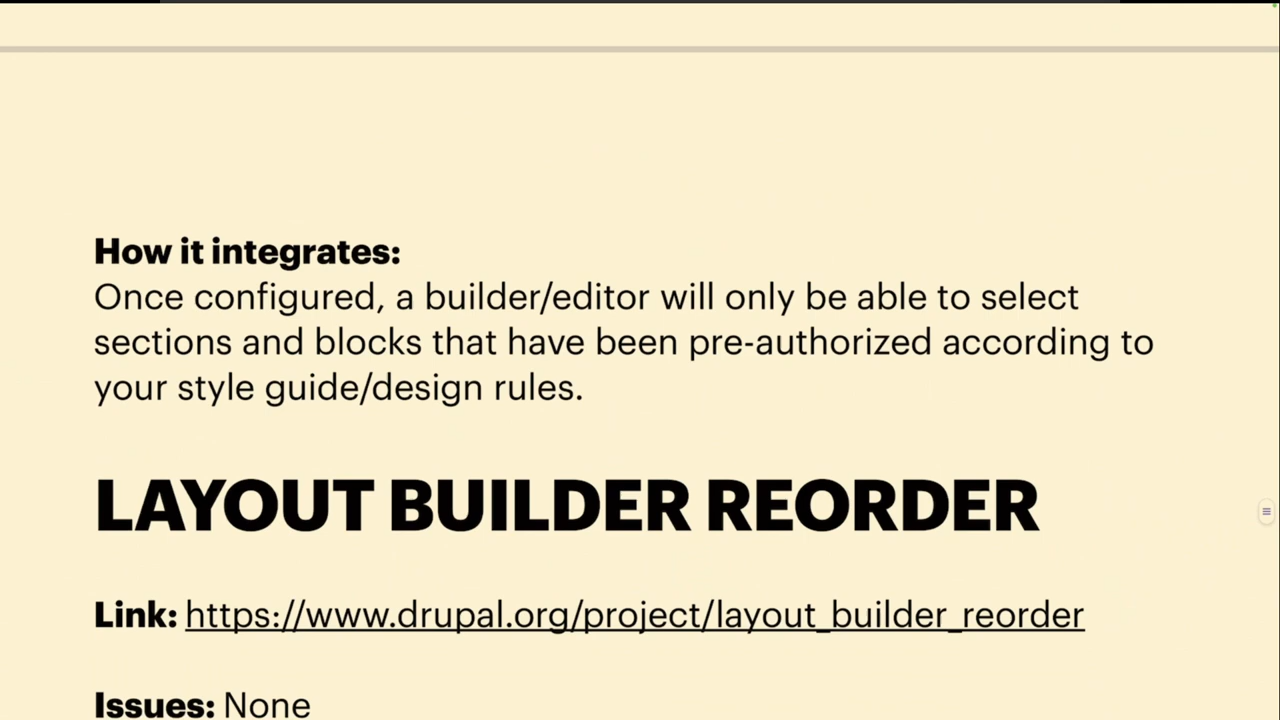 How it integrates:
Once configured, a builder/editor will only be able to select
sections and blocks that have been pre-authorized according to
your style guide/design rules.
LAYOUT BUILDER REORDER
Link: https://www.drupal.org/project/layout_builder_reorder
Issues: None